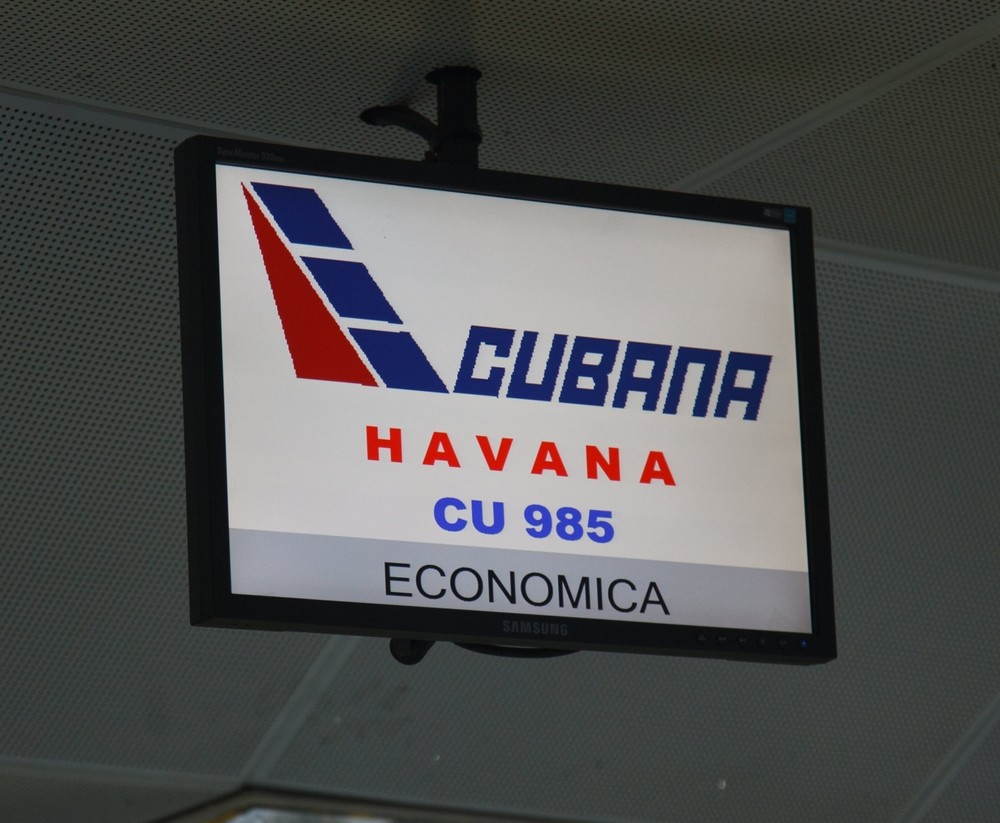 CUBANA
HAVANA
CU 985
ECONOMICA
SAMSUNG